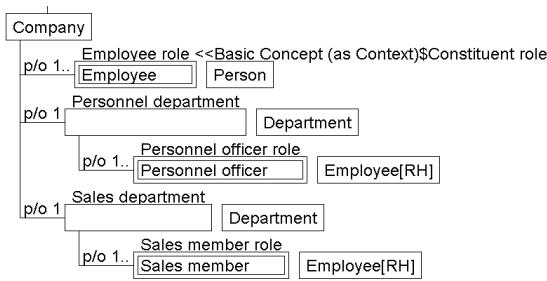 Company
Employee role <<Basic Concept (as Context)$Constituent role
p/o 1.. Employee Person
Personnel department
p/o 1 Department
Personnel officer role
p/o 1.. Personnel officer Employee[RH]
Sales department
p/o 1 Department
Sales member role
p/o 1.. Sales member Employee[RH]